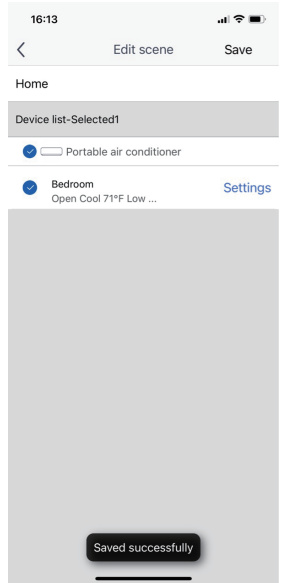 16:13
Edit scene
Save
Home
Device list-Selected1
Portable air conditioner
Bedroom
Settings
Open Cool 71°F Low ...
Saved successfully